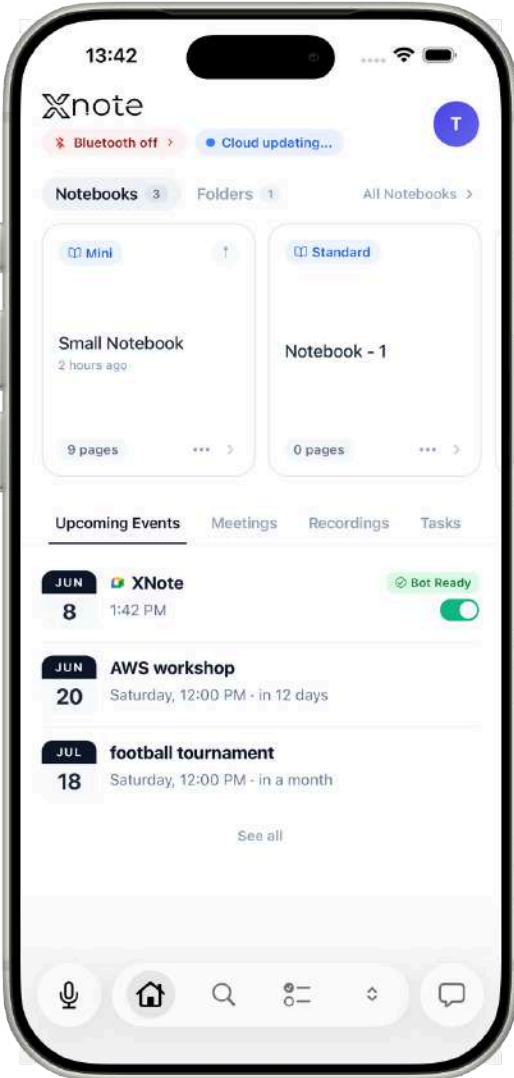 13:42
Xnote
Bluetooth off >
Cloud updating...
T
Notebooks 3
Folders 1
All Notebooks >
Mini
Small Notebook
2 hours ago
9 pages
Standard
Notebook - 1
0 pages
Upcoming Events
Meetings
Recordings
Tasks
JUN
8
XNote
1:42 PM
Bot Ready
JUN
20
AWS workshop
Saturday, 12:00 PM · in 12 days
JUL
18
football tournament
Saturday, 12:00 PM · in a month
See all